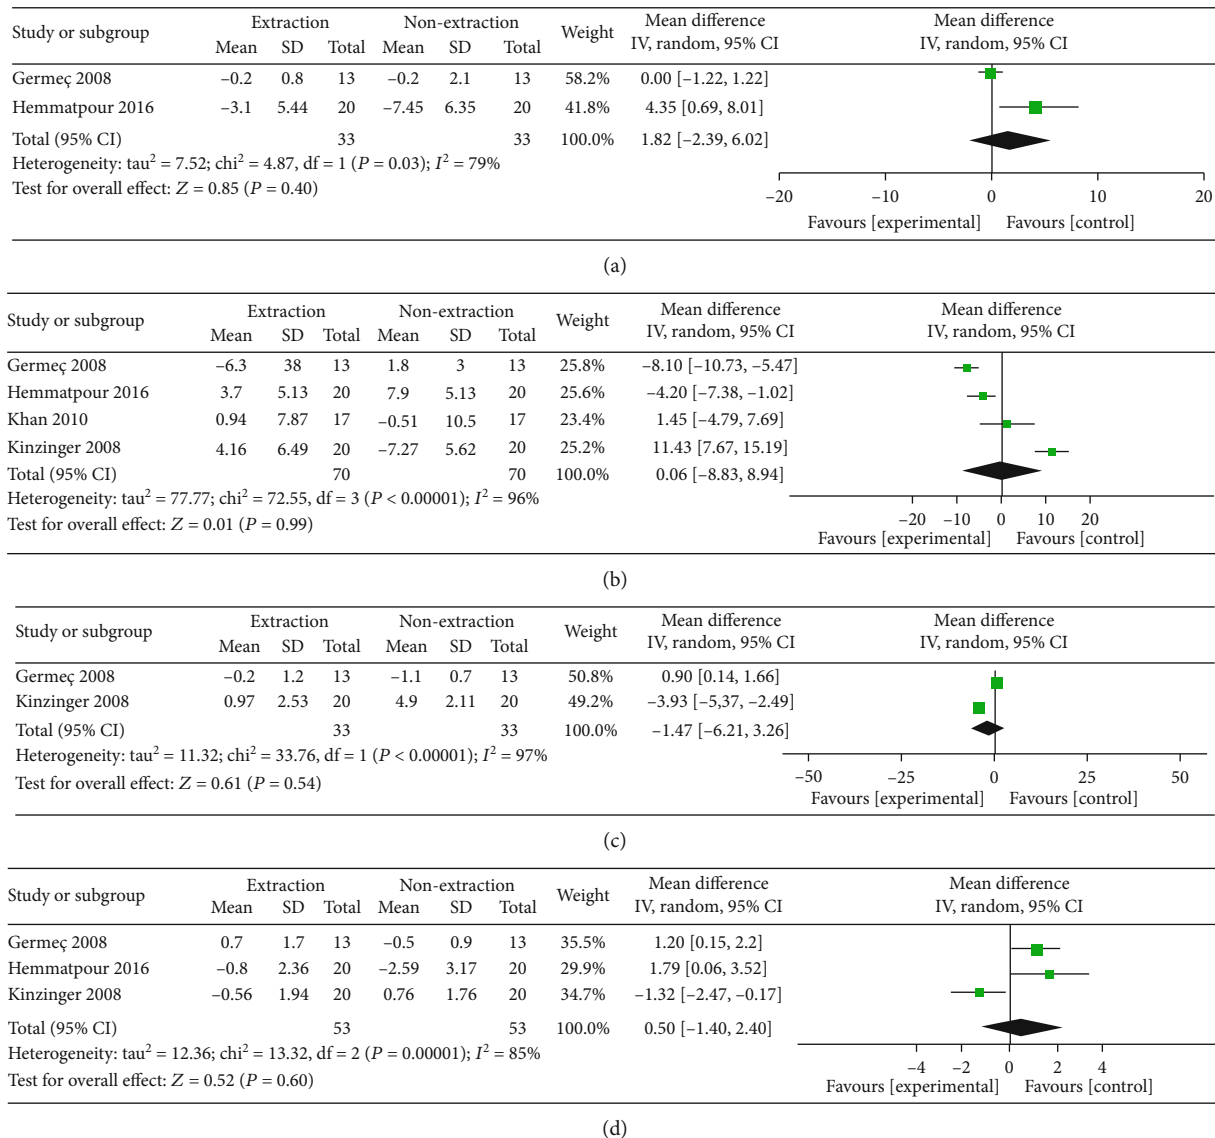 Study or subgroup Extraction Non-extraction Weight Mean difference Mean difference
Mean SD Total Mean SD Total IV, random, 95% CI IV, random, 95% CI
Germeç 2008 −0.2 0.8 13 −0.2 2.1 13 58.2% 0.00 [−1.22, 1.22]
Hemmatpour 2016 −3.1 5.44 20 −7.45 6.35 20 41.8% 4.35 [0.69, 8.01]
Total (95% CI) 33 33 100.0% 1.82 [−2.39, 6.02]
Heterogeneity: tau² = 7.52; chi² = 4.87, df = 1 (P = 0.03); I² = 79%
Test for overall effect: Z = 0.85 (P = 0.40)
−20 −10 0 10 20
Favours [experimental] Favours [control]
(a)
Study or subgroup Extraction Non-extraction Weight Mean difference Mean difference
Mean SD Total Mean SD Total IV, random, 95% CI IV, random, 95% CI
Germeç 2008 −6.3 38 13 1.8 3 13 25.8% −8.10 [−10.73, −5.47]
Hemmatpour 2016 3.7 5.13 20 7.9 5.13 20 25.6% −4.20 [−7.38, −1.02]
Khan 2010 0.94 7.87 17 −0.51 10.5 17 23.4% 1.45 [−4.79, 7.69]
Kinzinger 2008 4.16 6.49 20 −7.27 5.62 20 25.2% 11.43 [7.67, 15.19]
Total (95% CI) 70 70 100.0% 0.06 [−8.83, 8.94]
Heterogeneity: tau² = 77.77; chi² = 72.55, df = 3 (P < 0.00001); I² = 96%
Test for overall effect: Z = 0.01 (P = 0.99)
−20 −10 0 10 20
Favours [experimental] Favours [control]
(b)
Study or subgroup Extraction Non-extraction Weight Mean difference Mean difference
Mean SD Total Mean SD Total IV, random, 95% CI IV, random, 95% CI
Germeç 2008 −0.2 1.2 13 −1.1 0.7 13 50.8% 0.90 [0.14, 1.66]
Kinzinger 2008 0.97 2.53 20 4.9 2.11 20 49.2% −3.93 [−5,37, −2.49]
Total (95% CI) 33 33 100.0% −1.47 [−6.21, 3.26]
Heterogeneity: tau² = 11.32; chi² = 33.76, df = 1 (P < 0.00001); I² = 97%
Test for overall effect: Z = 0.61 (P = 0.54)
−50 −25 0 25 50
Favours [experimental] Favours [control]
(c)
Study or subgroup Extraction Non-extraction Weight Mean difference Mean difference
Mean SD Total Mean SD Total IV, random, 95% CI IV, random, 95% CI
Germeç 2008 0.7 1.7 13 −0.5 0.9 13 35.5% 1.20 [0.15, 2.2]
Hemmatpour 2016 −0.8 2.36 20 −2.59 3.17 20 29.9% 1.79 [0.06, 3.52]
Kinzinger 2008 −0.56 1.94 20 0.76 1.76 20 34.7% −1.32 [−2.47, −0.17]
Total (95% CI) 53 53 100.0% 0.50 [−1.40, 2.40]
Heterogeneity: tau² = 12.36; chi² = 13.32, df = 2 (P = 0.00001); I² = 85%
Test for overall effect: Z = 0.52 (P = 0.60)
−4 −2 0 2 4
Favours [experimental] Favours [control]
(d)